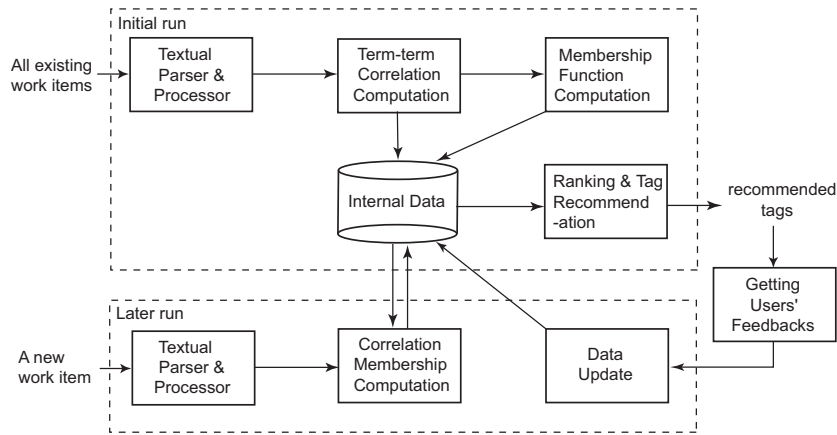 Initial run
All existing
work items
Textual
Parser &
Processor
Term-term
Correlation
Computation
Membership
Function
Computation
Internal Data
Ranking & Tag
Recommend
-ation
recommended
tags
Getting
Users'
Feedbacks
Later run
A new
work item
Textual
Parser &
Processor
Correlation
Membership
Computation
Data
Update